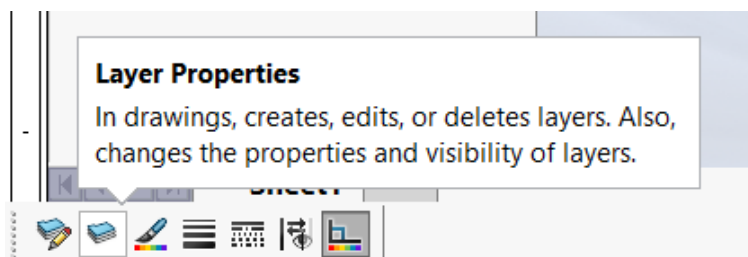 Layer Properties
In drawings, creates, edits, or deletes layers. Also,
changes the properties and visibility of layers.